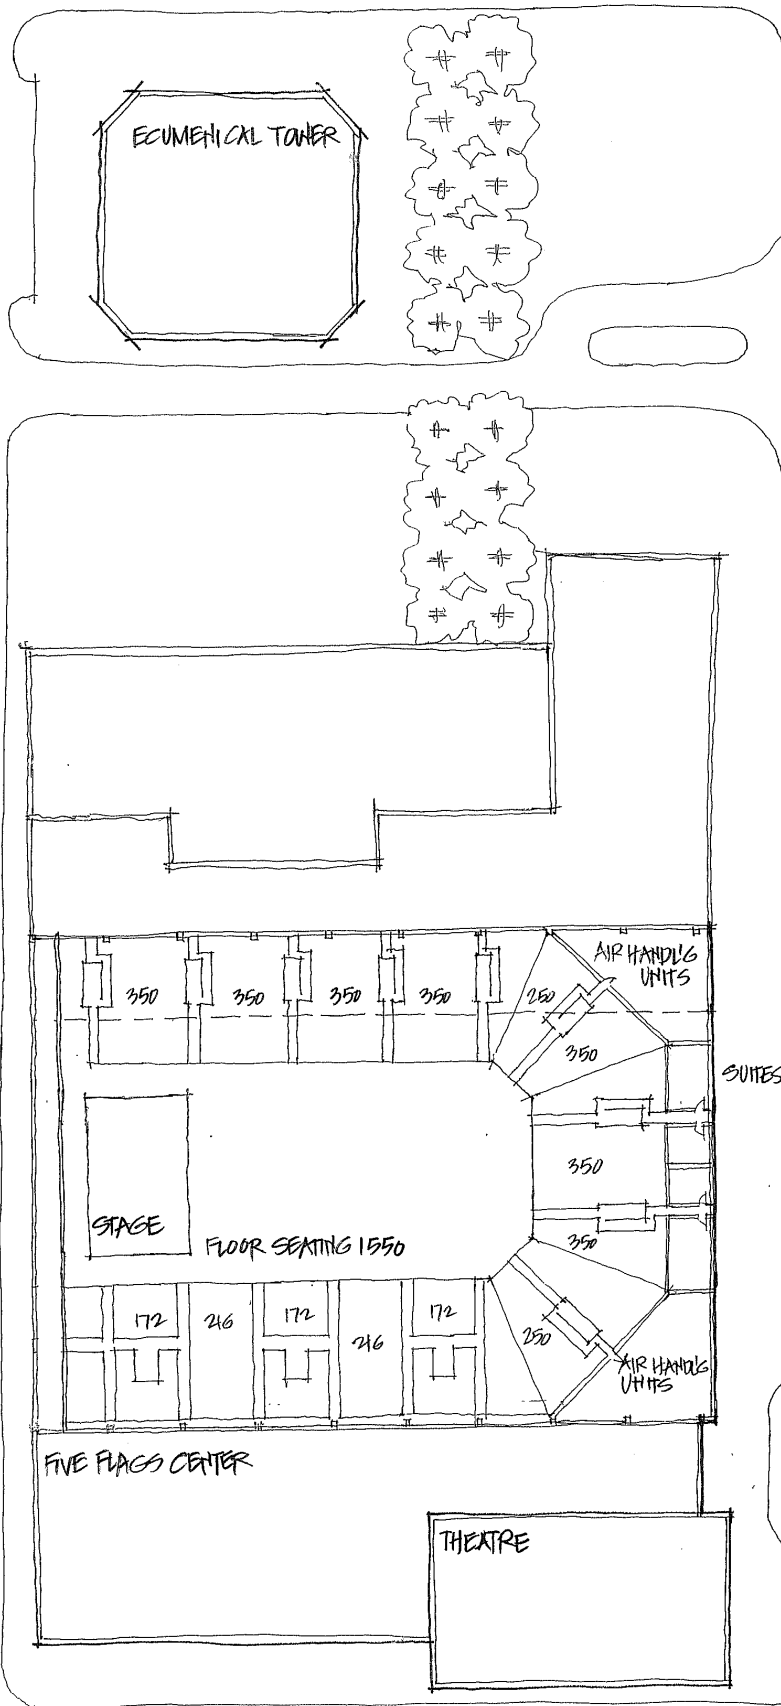 ECUMENICAL TOWER
AIR HANDL'G
UNITS
350 350 350 350 250
350
SUITES
350
STAGE
FLOOR SEATING 1550
350
172 216 172 216 172
250
AIR HANDL'G
UNITS
FIVE FLAGS CENTER
THEATRE